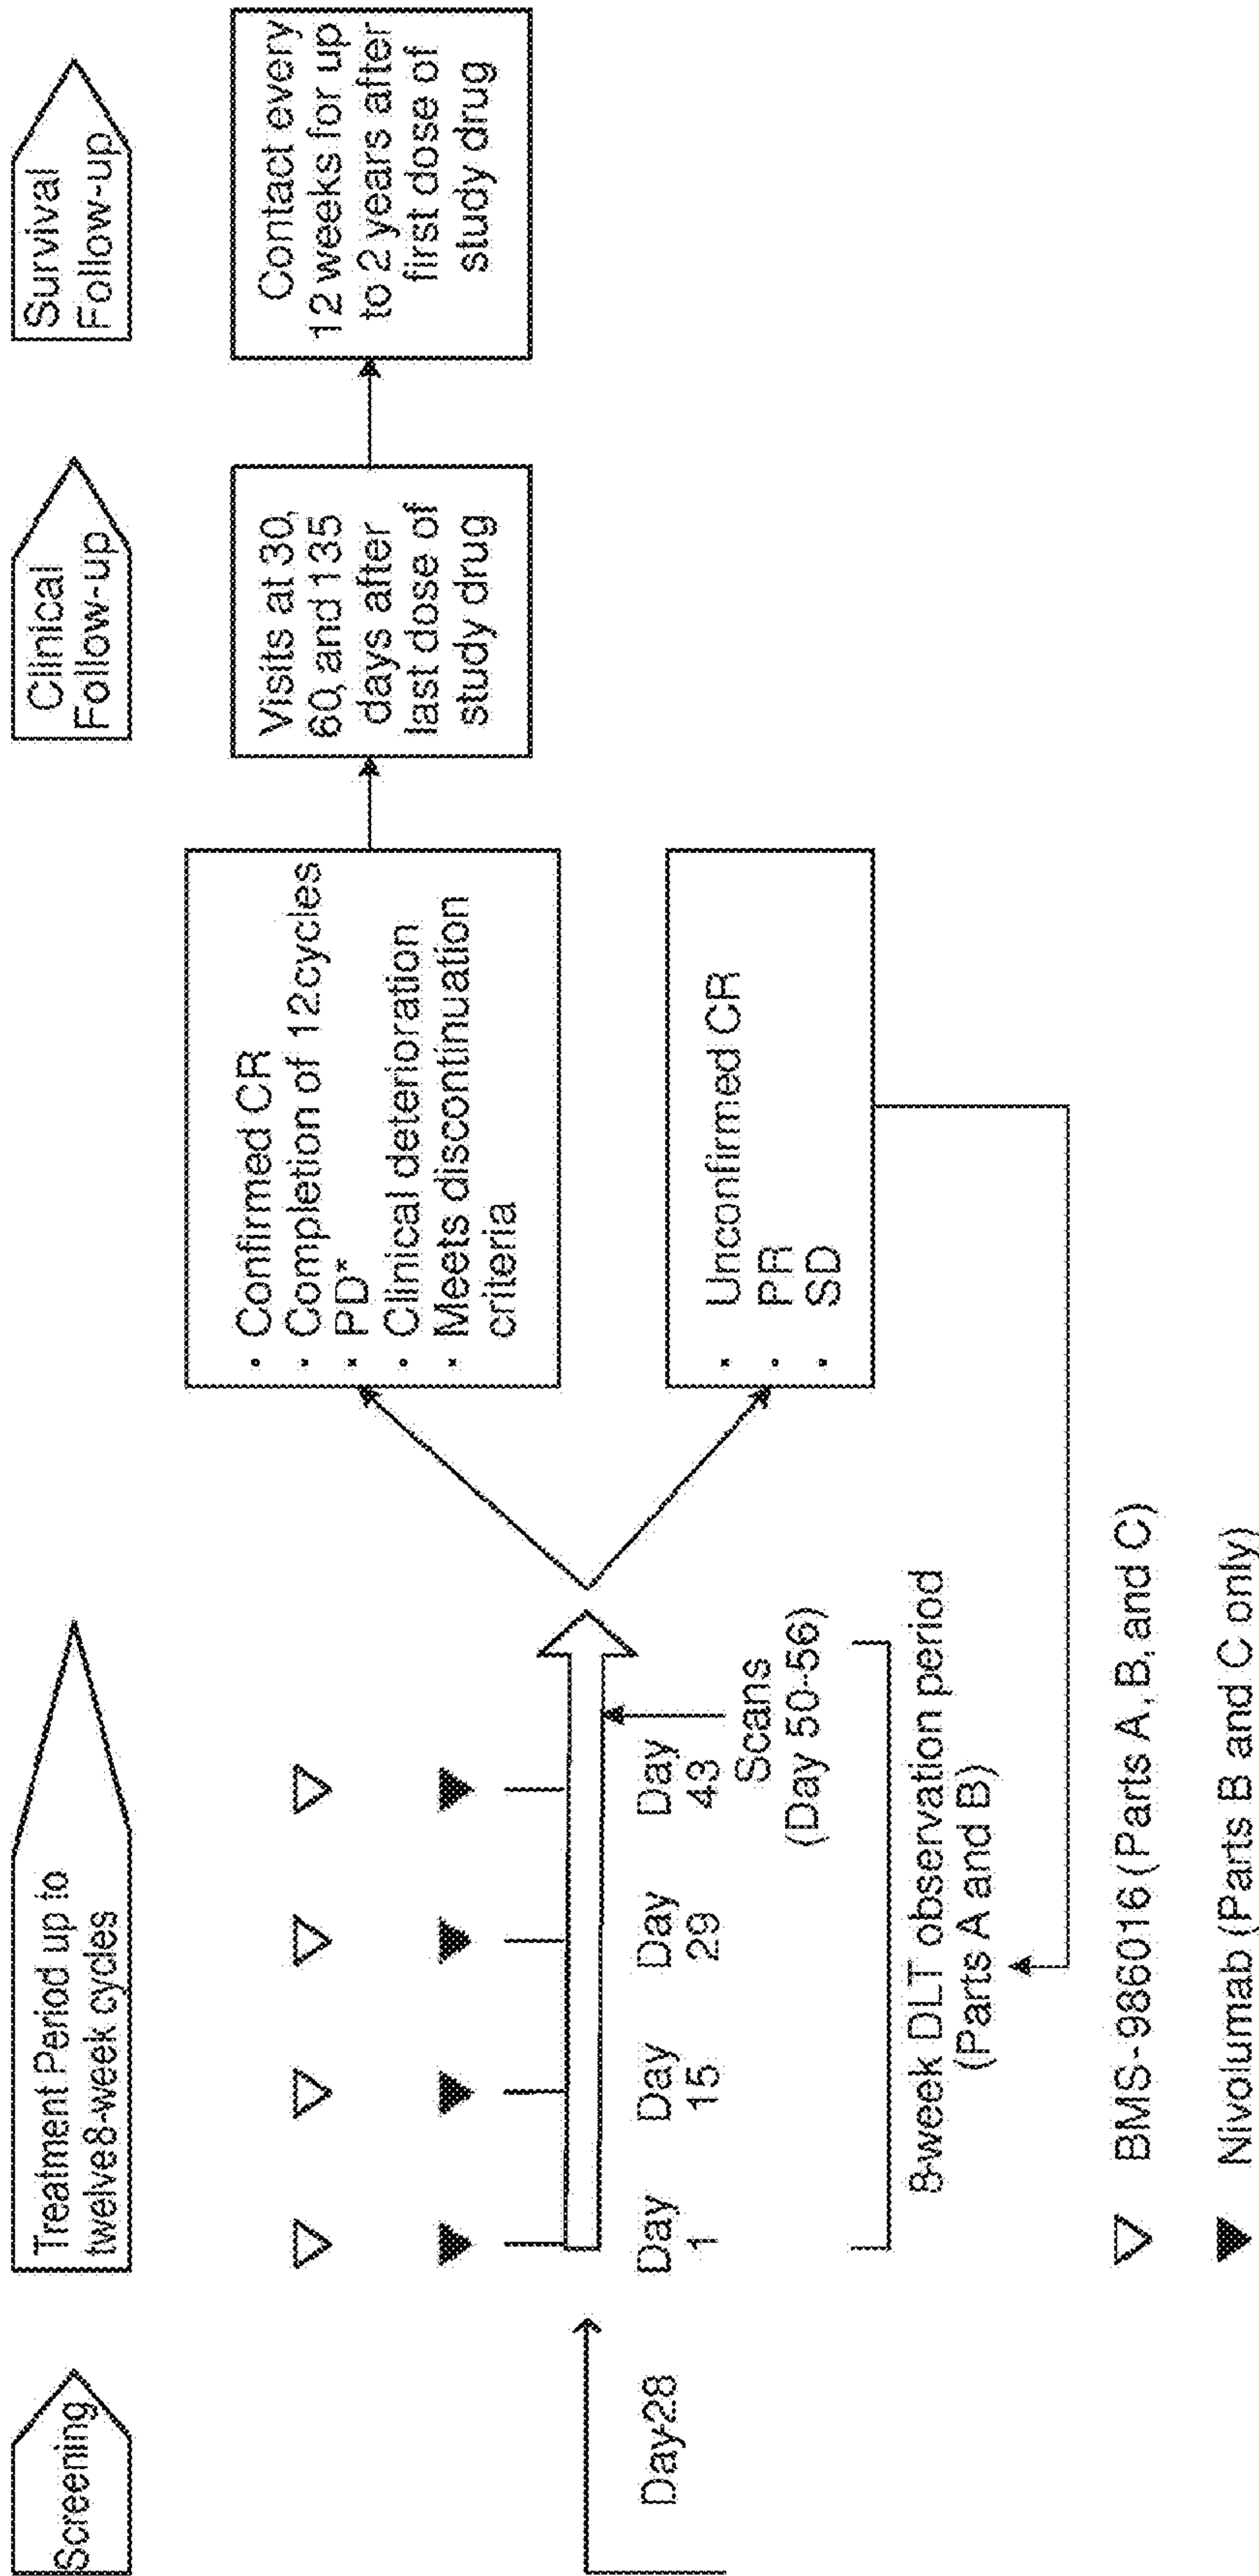 Screening
Treatment Period up to
twelve8-week cycles
Clinical
Follow-up
Survival
Follow-up
Day-28
Day
1
Day
15
Day
29
Day
43
Scans
(Day 50-56)
8-week DLT observation period
(Parts A and B)
• Confirmed CR
• Completion of 12cycles
• PD*
• Clinical deterioration
• Meets discontinuation
criteria
• Unconfirmed CR
• PR
• SD
Visits at 30,
60, and 135
days after
last dose of
study drug
Contact every
12 weeks for up
to 2 years after
first dose of
study drug
▽ BMS-986016 (Parts A, B, and C)
▼ Nivolumab (Parts B and C only)